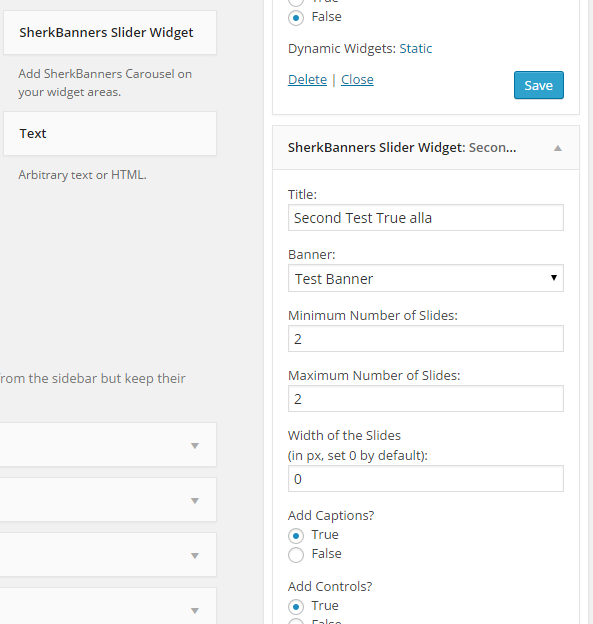 SherkBanners Slider Widget
Add SherkBanners Carousel on
your widget areas.
Text
Arbitrary text or HTML.
from the sidebar but keep their
True
False
Dynamic Widgets: Static
Delete | Close
Save
SherkBanners Slider Widget: Secon...
Title:
Second Test True alla
Banner:
Test Banner
Minimum Number of Slides:
2
Maximum Number of Slides:
2
Width of the Slides
(in px, set 0 by default):
0
Add Captions?
True
False
Add Controls?
True
False